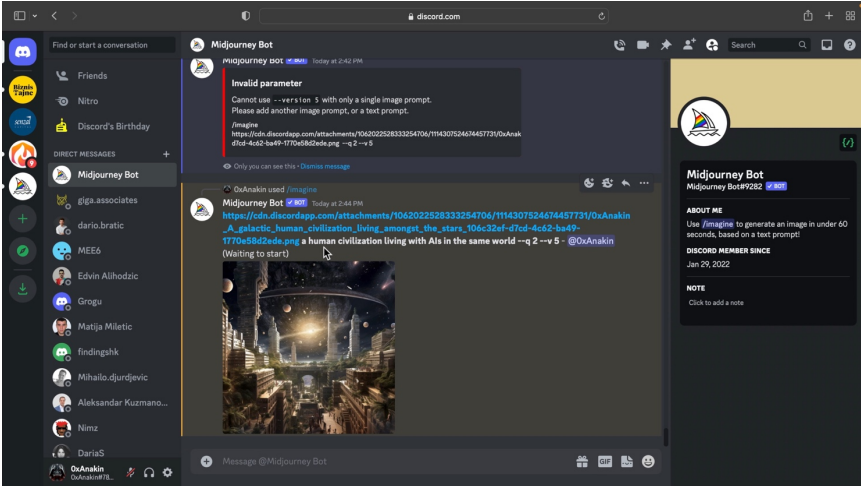 discord.com
Find or start a conversation
Midjourney Bot
Search
Biznis
Tajne
senzal
9
Friends
Nitro
Discord's Birthday
DIRECT MESSAGES
Midjourney Bot
giga.associates
dario.bratic
MEE6
Edvin Alihodzic
Grogu
Matija Miletic
findingshk
Mihailo.djurdjevic
Aleksandar Kuzmano...
Nimz
DariaS
0xAnakin
0xAnakin#78...
Midjourney Bot BOT Today at 2:42 PM
Invalid parameter
Cannot use --version 5 with only a single image prompt.
Please add another image prompt, or a text prompt.
/imagine
https://cdn.discordapp.com/attachments/1062022528333254706/1114307524674457731/0xAnak
d7cd-4c62-ba49-1770e58d2ede.png --q 2 --v 5
Only you can see this • Dismiss message
0xAnakin used /imagine
Midjourney Bot BOT Today at 2:44 PM
https://cdn.discordapp.com/attachments/1062022528333254706/1114307524674457731/0xAnakin
_A_galactic_human_civilization_living_amongst_the_stars_106c32ef-d7cd-4c62-ba49-
1770e58d2ede.png a human civilization living with AIs in the same world --q 2 --v 5 - @0xAnakin
(Waiting to start)
Message @Midjourney Bot
GIF
Midjourney Bot
Midjourney Bot#9282 BOT
ABOUT ME
Use /imagine to generate an image in under 60
seconds, based on a text prompt!
DISCORD MEMBER SINCE
Jan 29, 2022
NOTE
Click to add a note